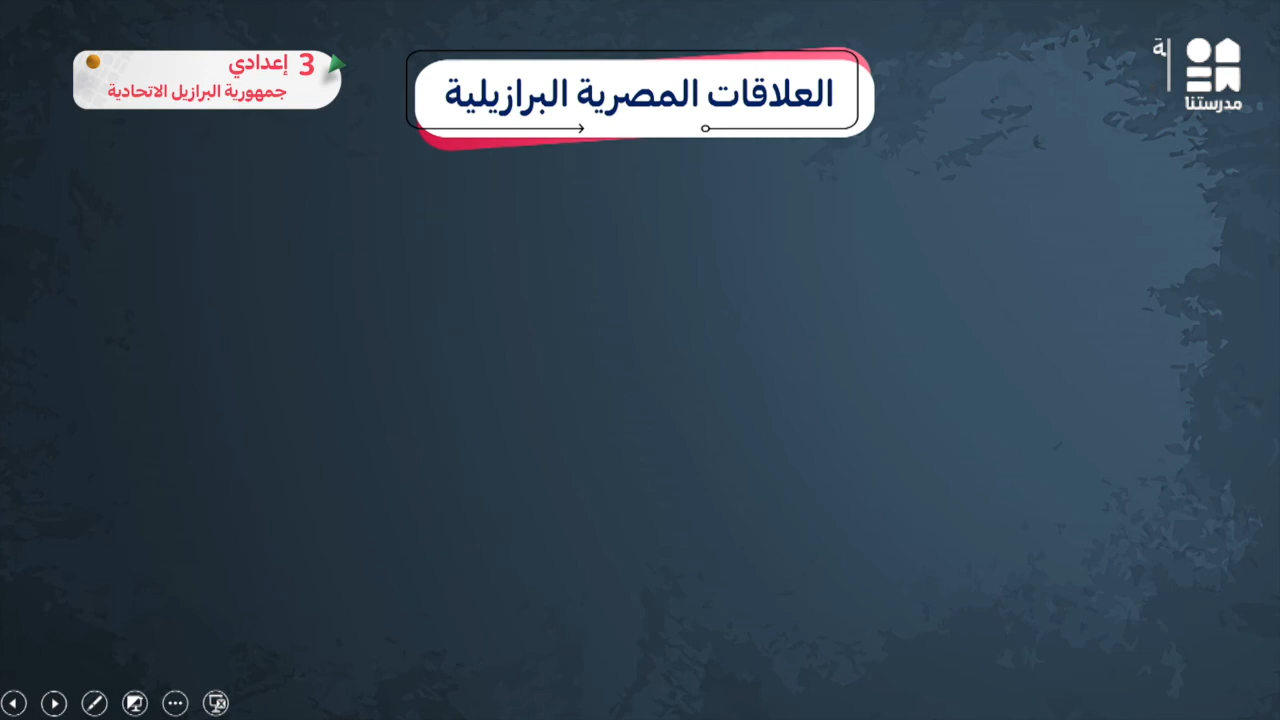 3 إعدادي
جمهورية البرازيل الاتحادية
العلاقات المصرية البرازيلية
ة
مدرستنا